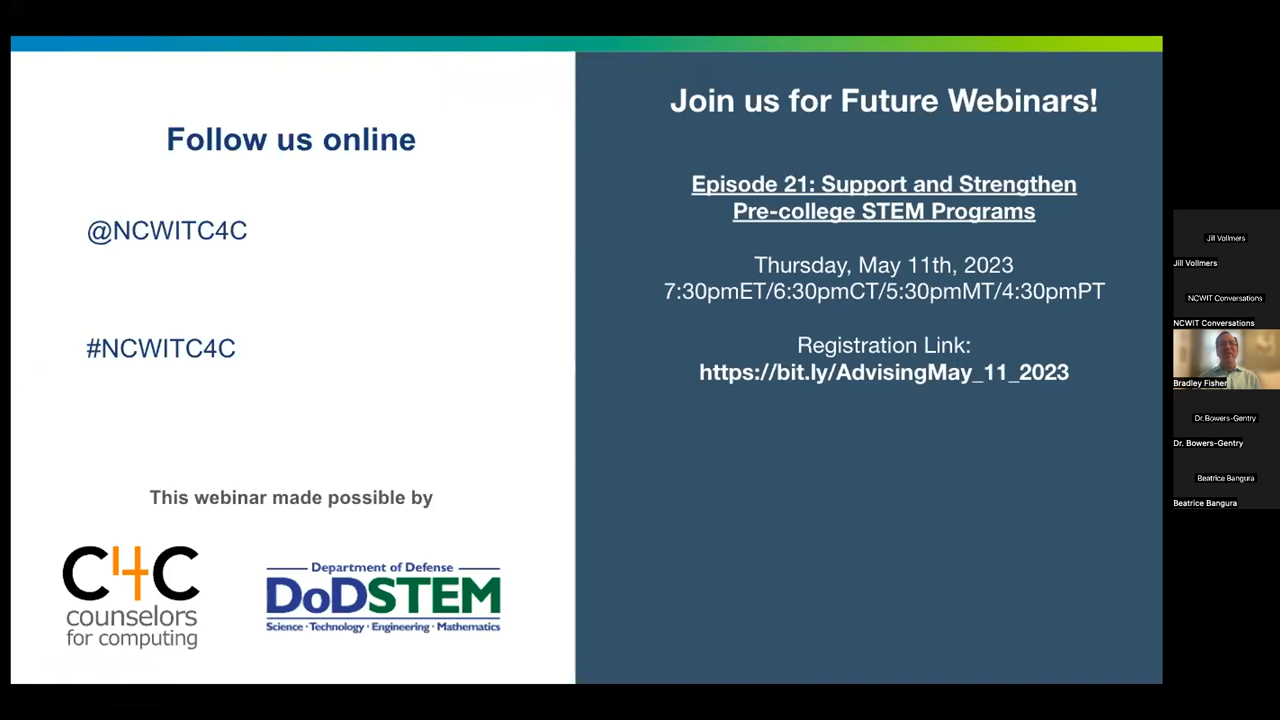 Follow us online
@NCWITC4C
#NCWITC4C
This webinar made possible by
C4C
counselors
for computing
Department of Defense
DoDSTEM
Science · Technology · Engineering · Mathematics
Join us for Future Webinars!
Episode 21: Support and Strengthen
Pre-college STEM Programs
Thursday, May 11th, 2023
7:30pmET/6:30pmCT/5:30pmMT/4:30pmPT
Registration Link:
https://bit.ly/AdvisingMay_11_2023
Jill Vollmers
Jill Vollmers
NCWIT Conversations
NCWIT Conversations
Bradley Fisher
Dr. Bowers-Gentry
Dr. Bowers-Gentry
Beatrice Bangura
Beatrice Bangura